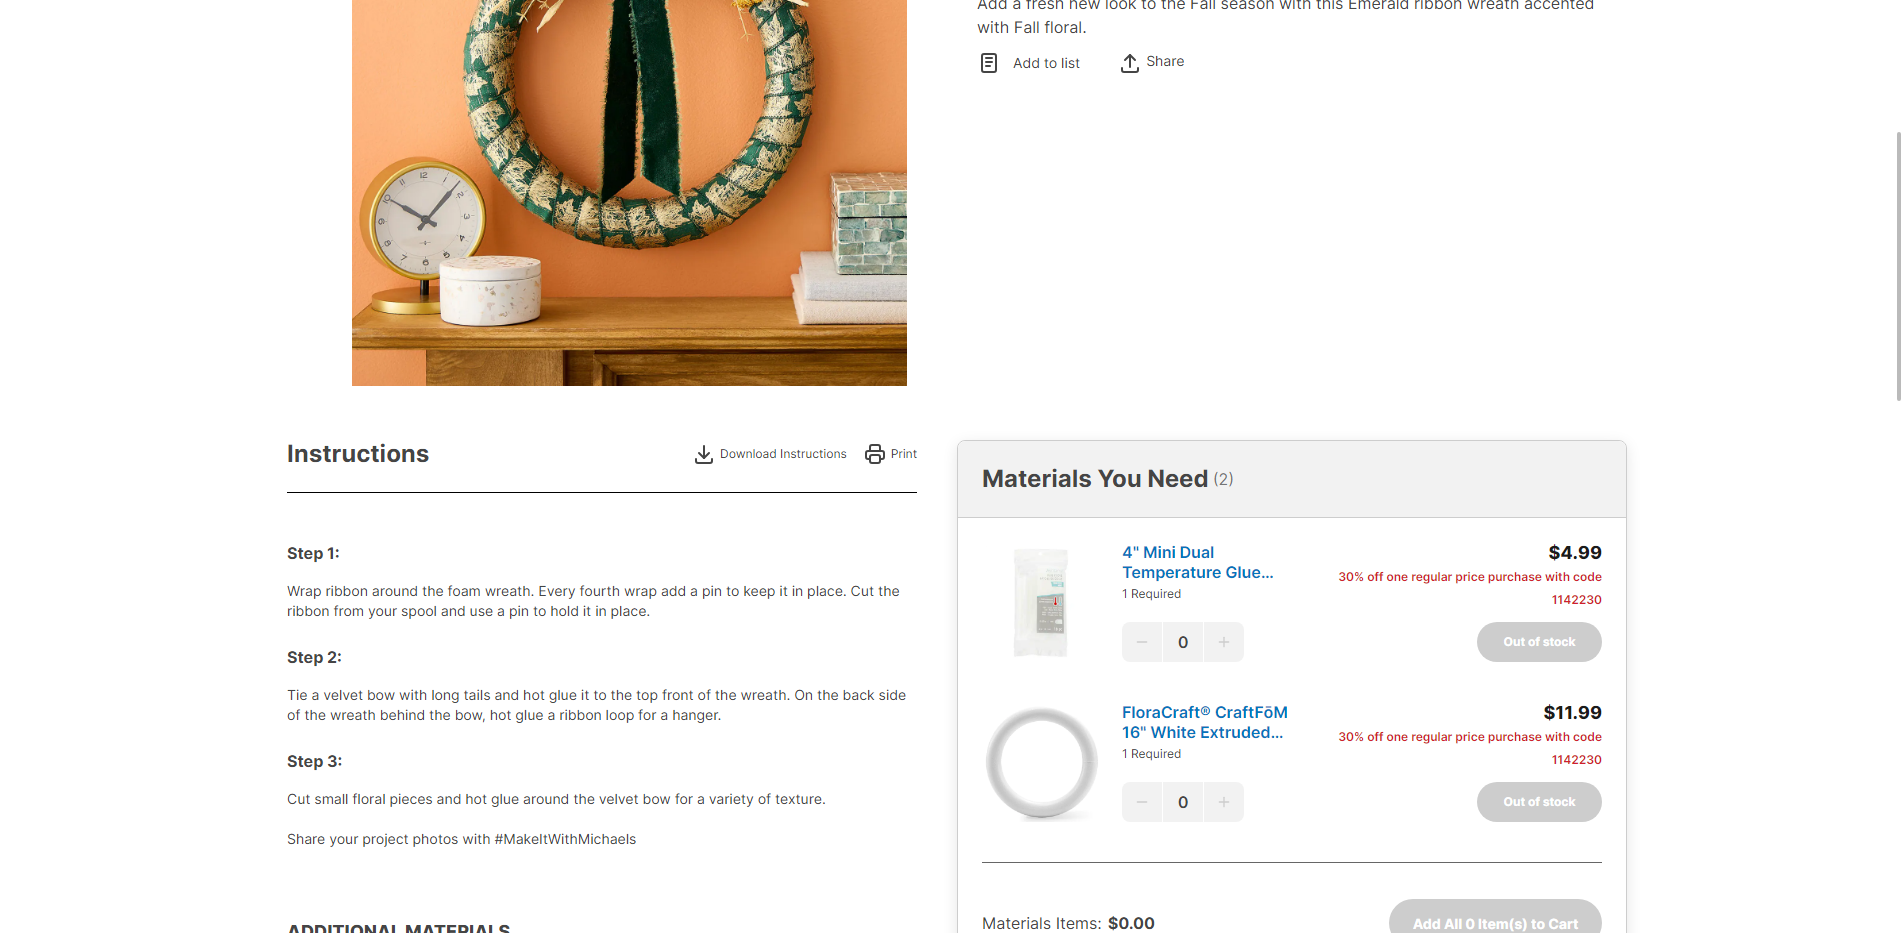 Add a fresh new look to the Fall season with this Emerald ribbon wreath accented
with Fall floral.
Add to list
Share
Instructions
Download Instructions
Print
Step 1:
Wrap ribbon around the foam wreath. Every fourth wrap add a pin to keep it in place. Cut the
ribbon from your spool and use a pin to hold it in place.
Step 2:
Tie a velvet bow with long tails and hot glue it to the top front of the wreath. On the back side
of the wreath behind the bow, hot glue a ribbon loop for a hanger.
Step 3:
Cut small floral pieces and hot glue around the velvet bow for a variety of texture.
Share your project photos with #MakeItWithMichaels
ADDITIONAL MATERIALS
Materials You Need (2)
4" Mini Dual
Temperature Glue...
1 Required
$4.99
30% off one regular price purchase with code
1142230
− 0 +
Out of stock
FloraCraft® CraftFōM
16" White Extruded...
1 Required
$11.99
30% off one regular price purchase with code
1142230
− 0 +
Out of stock
Materials Items: $0.00
Add All 0 Item(s) to Cart